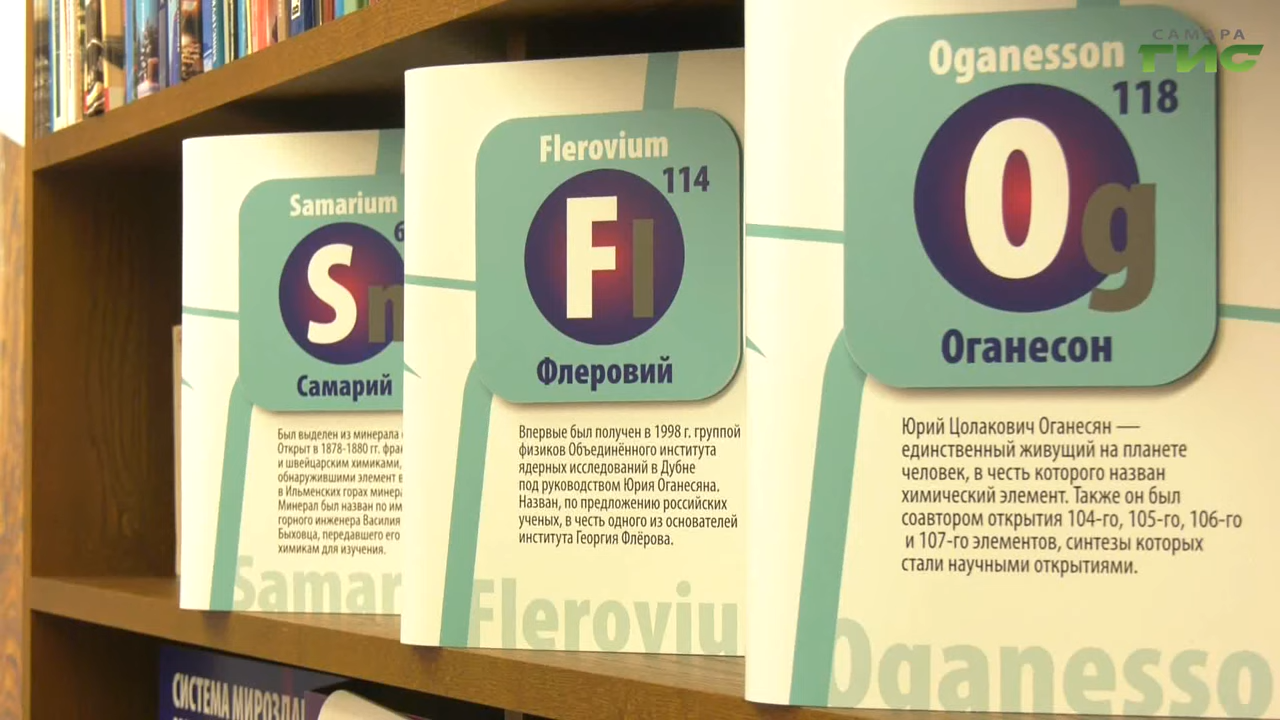 САМАРА
ГИС
Samarium
6
Sm
Самарий
Был выделен из минерала
Открыт в 1878-1880 гг.
и швейцарским химиками,
обнаружившими элемент в
в Ильменских горах
Минерал был назван по
горного инженера Василия
Быховца, передавшего его
химикам для изучения.
Samar
Flerovium
114
Fl
Флеровий
Впервые был получен в 1998 г. группой
физиков Объединённого института
ядерных исследований в Дубне
под руководством Юрия Оганесяна.
Назван, по предложению российских
ученых, в честь одного из основателей
института Георгия Флёрова.
Fleroviu
Oganesson
118
Og
Оганесон
Юрий Цолакович Оганесян —
единственный живущий на планете
человек, в честь которого назван
химический элемент. Также он был
соавтором открытия 104-го, 105-го, 106-го
и 107-го элементов, синтезы которых
стали научными открытиями.
Oganesso
СИСТЕМА